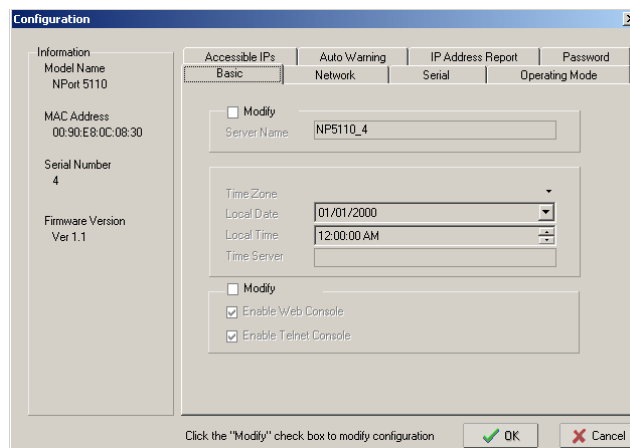 Configuration
Information
Model Name
NPort 5110
MAC Address
00:90:E8:0C:08:30
Serial Number
4
Firmware Version
Ver 1.1
Accessible IPs
Auto Warning
IP Address Report
Password
Basic
Network
Serial
Operating Mode
Modify
Server Name
NP5110_4
Time Zone
Local Date
01/01/2000
Local Time
12:00:00 AM
Time Server
Modify
Enable Web Console
Enable Telnet Console
Click the "Modify" check box to modify configuration
OK
Cancel